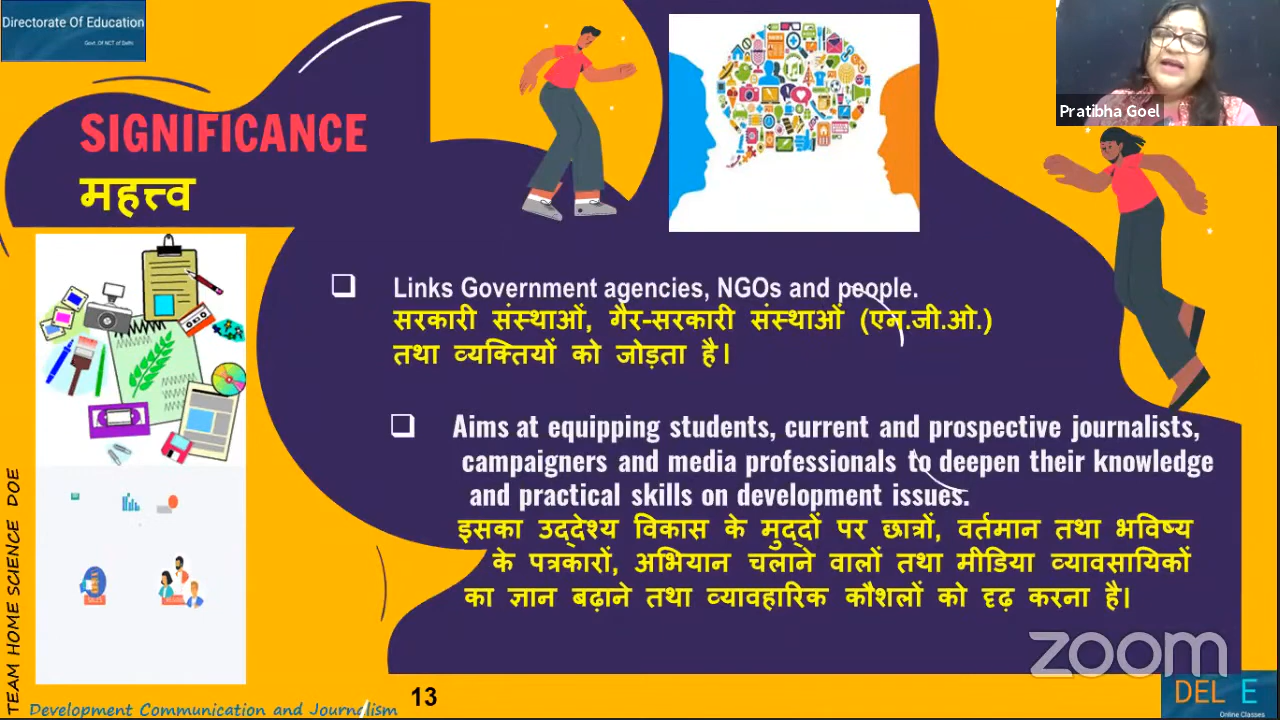 Directorate Of Education
Govt. Of NCT of Delhi
Pratibha Goel
SIGNIFICANCE
महत्त्व
Links Government agencies, NGOs and people.
सरकारी संस्थाओं, गैर-सरकारी संस्थाओं (एन.जी.ओ.)
तथा व्यक्तियों को जोड़ता है।
Aims at equipping students, current and prospective journalists,
campaigners and media professionals to deepen their knowledge
and practical skills on development issues.
इसका उद्देश्य विकास के मुद्दों पर छात्रों, वर्तमान तथा भविष्य
के पत्रकारों, अभियान चलाने वालों तथा मीडिया व्यावसायिकों
का ज्ञान बढ़ाने तथा व्यावहारिक कौशलों को दृढ़ करना है।
TEAM HOME SCIENCE DOE
Development Communication and Journalism
13
zoom
DEL E
Online Classes